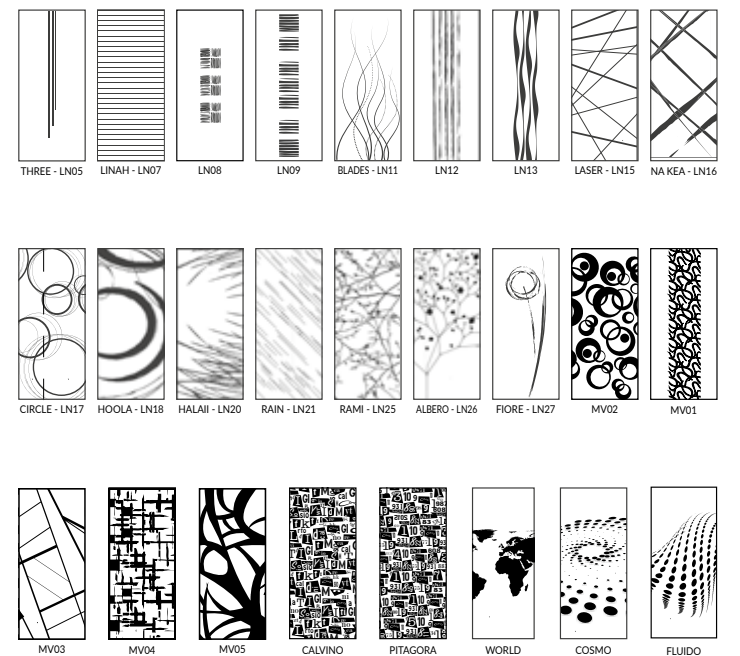 THREE - LN05 LINAH - LN07 LN08 LN09 BLADES - LN11 LN12 LN13 LASER - LN15 NA KEA - LN16
CIRCLE - LN17 HOOLA - LN18 HALAII - LN20 RAIN - LN21 RAMI - LN25 ALBERO - LN26 FIORE - LN27 MV02 MV01
MV03 MV04 MV05 CALVINO PITAGORA WORLD COSMO FLUIDO